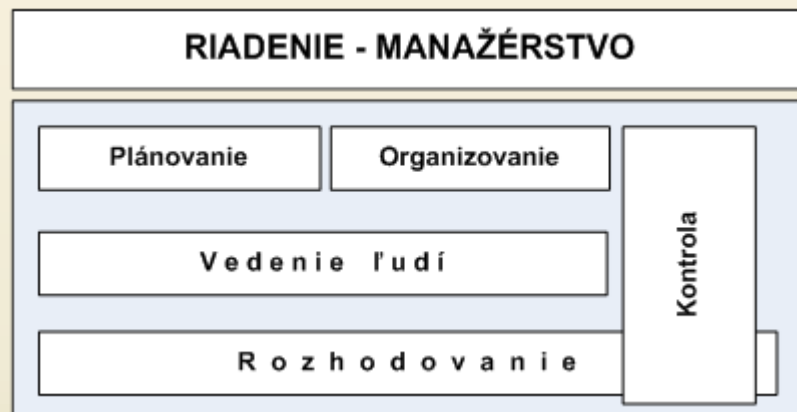 RIADENIE - MANAŽÉRSTVO
Plánovanie
Organizovanie
Kontrola
Vedenie ľudí
Rozhodovanie